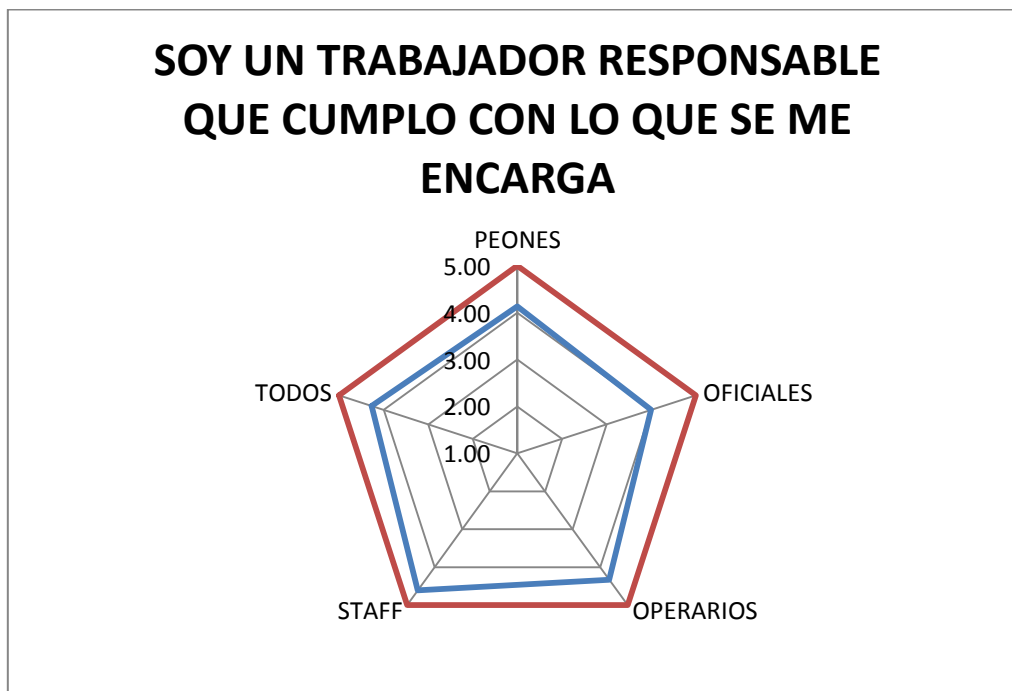 SOY UN TRABAJADOR RESPONSABLE
QUE CUMPLO CON LO QUE SE ME
ENCARGA
PEONES
5.00
4.00
3.00
TODOS
OFICIALES
2.00
1.00
STAFF
OPERARIOS